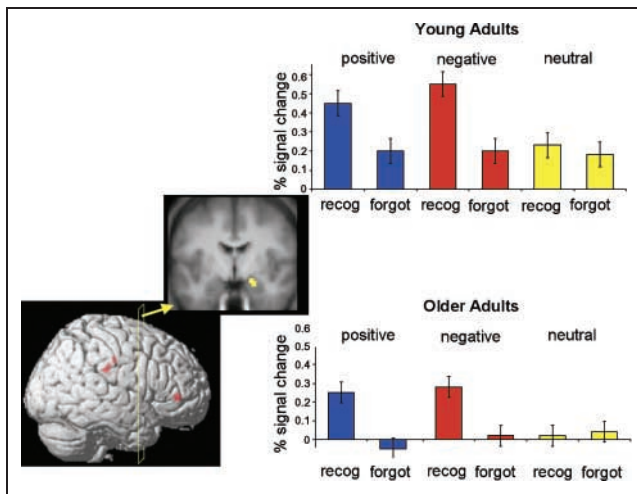 Young Adults
positive negative neutral
% signal change
0.6
0.5
0.4
0.3
0.2
0.1
0
recog forgot recog forgot recog forgot
Older Adults
positive negative neutral
% signal change
0.6
0.5
0.4
0.3
0.2
0.1
0
recog forgot recog forgot recog forgot